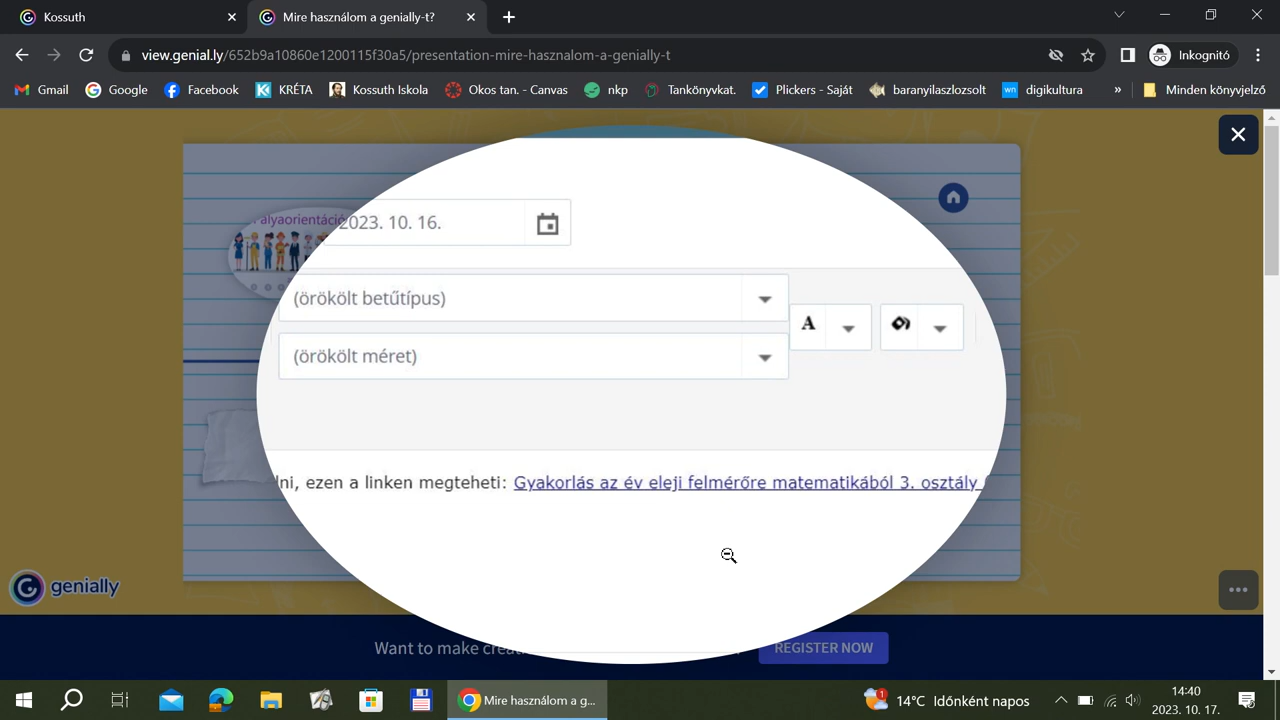 Kossuth
Mire használom a genially-t?
view.genial.ly/652b9a10860e1200115f30a5/presentation-mire-hasznalom-a-genially-t
Inkognitó
Gmail
Google
Facebook
KRÉTA
Kossuth Iskola
Okos tan. - Canvas
nkp
Tankönyvkat.
Plickers - Saját
baranyilaszlozsolt
wn
digikultura
»
Minden könyvjelző
alyaorientáció
2023. 10. 16.
(örökölt betűtípus)
A
(örökölt méret)
lni, ezen a linken megteheti: Gyakorlás az év eleji felmérőre matematikából 3. osztály
genially
Want to make
REGISTER NOW
Mire használom a g...
1
14°C Időnként napos
14:40
2023. 10. 17.